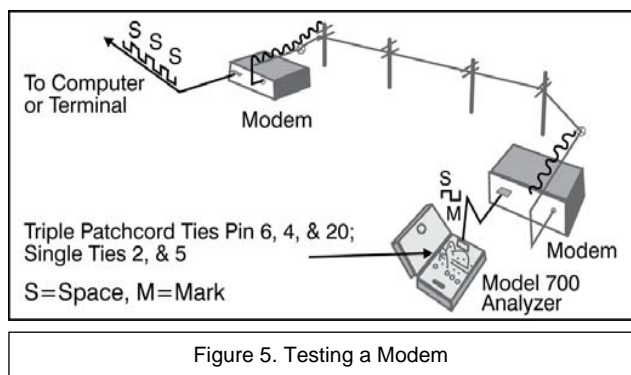 S
S
S
To Computer
or Terminal
Modem
S
M
Triple Patchcord Ties Pin 6, 4, & 20;
Single Ties 2, & 5
S=Space, M=Mark
Modem
Model 700
Analyzer
Figure 5. Testing a Modem